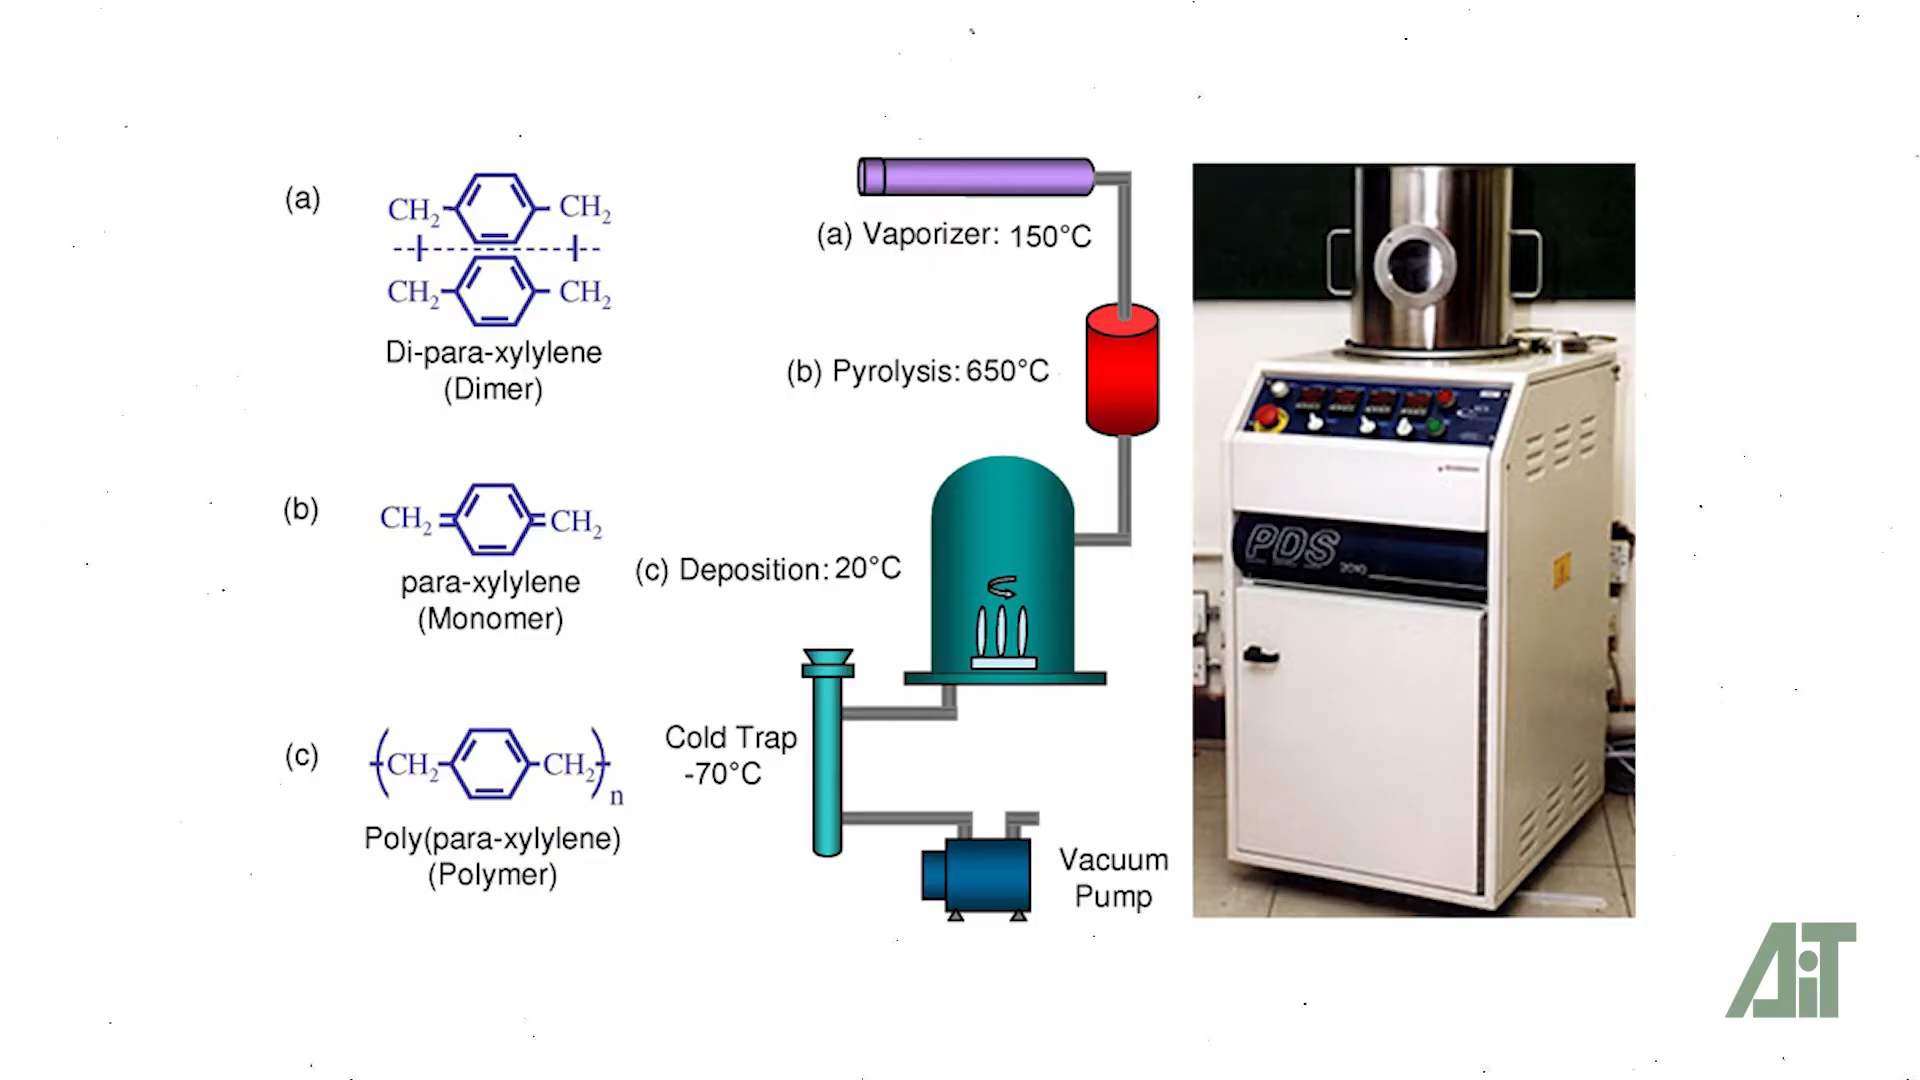 (a)
CH₂ CH₂
CH₂ CH₂
Di-para-xylylene
(Dimer)
(b)
CH₂ CH₂
para-xylylene
(Monomer)
(c)
(CH₂ CH₂)n
Poly(para-xylylene)
(Polymer)
(a) Vaporizer: 150°C
(b) Pyrolysis: 650°C
(c) Deposition: 20°C
Cold Trap
-70°C
Vacuum
Pump
PDS
2010
AiT